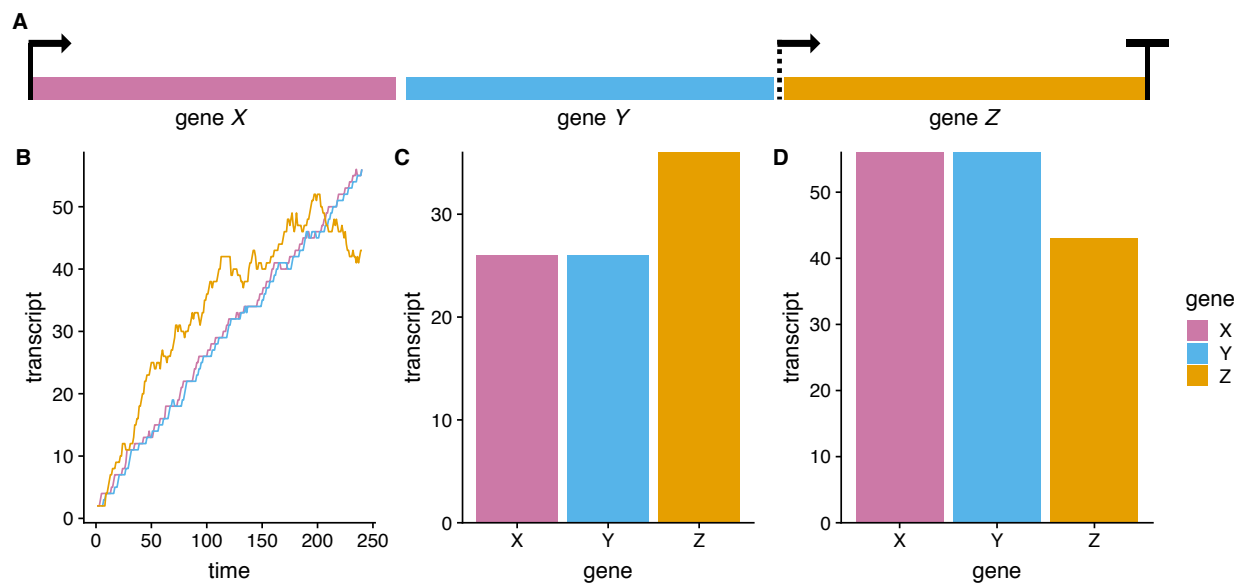 A
gene X
gene Y
gene Z
B
transcript
50
40
30
20
10
0
0 50 100 150 200 250
time
C
transcript
30
20
10
0
X Y Z
gene
D
transcript
50
40
30
20
10
0
X Y Z
gene
gene
X
Y
Z